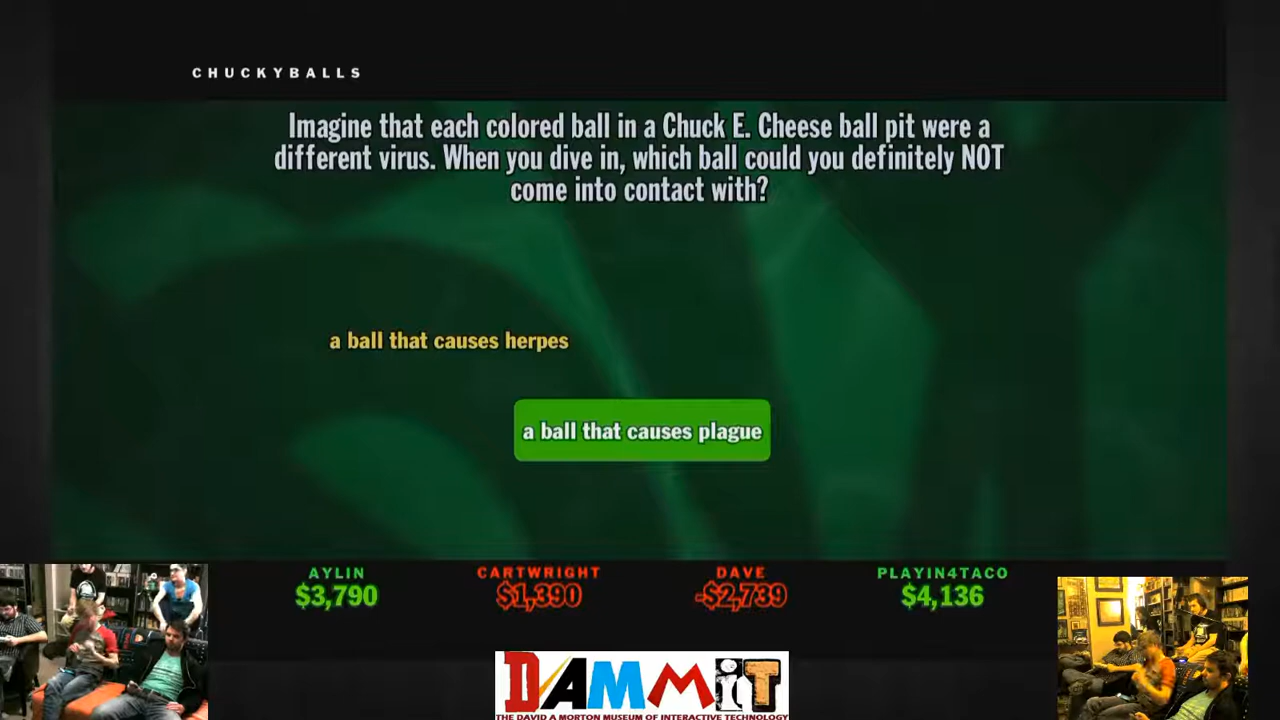 CHUCKYBALLS
Imagine that each colored ball in a Chuck E. Cheese ball pit were a
different virus. When you dive in, which ball could you definitely NOT
come into contact with?
a ball that causes herpes
a ball that causes plague
AYLIN
$3,790
CARTWRIGHT
$1,390
DAVE
-$2,739
PLAYIN4TACO
$4,136
DAMMiT
THE DAVID A MORTON MUSEUM OF INTERACTIVE TECHNOLOGY